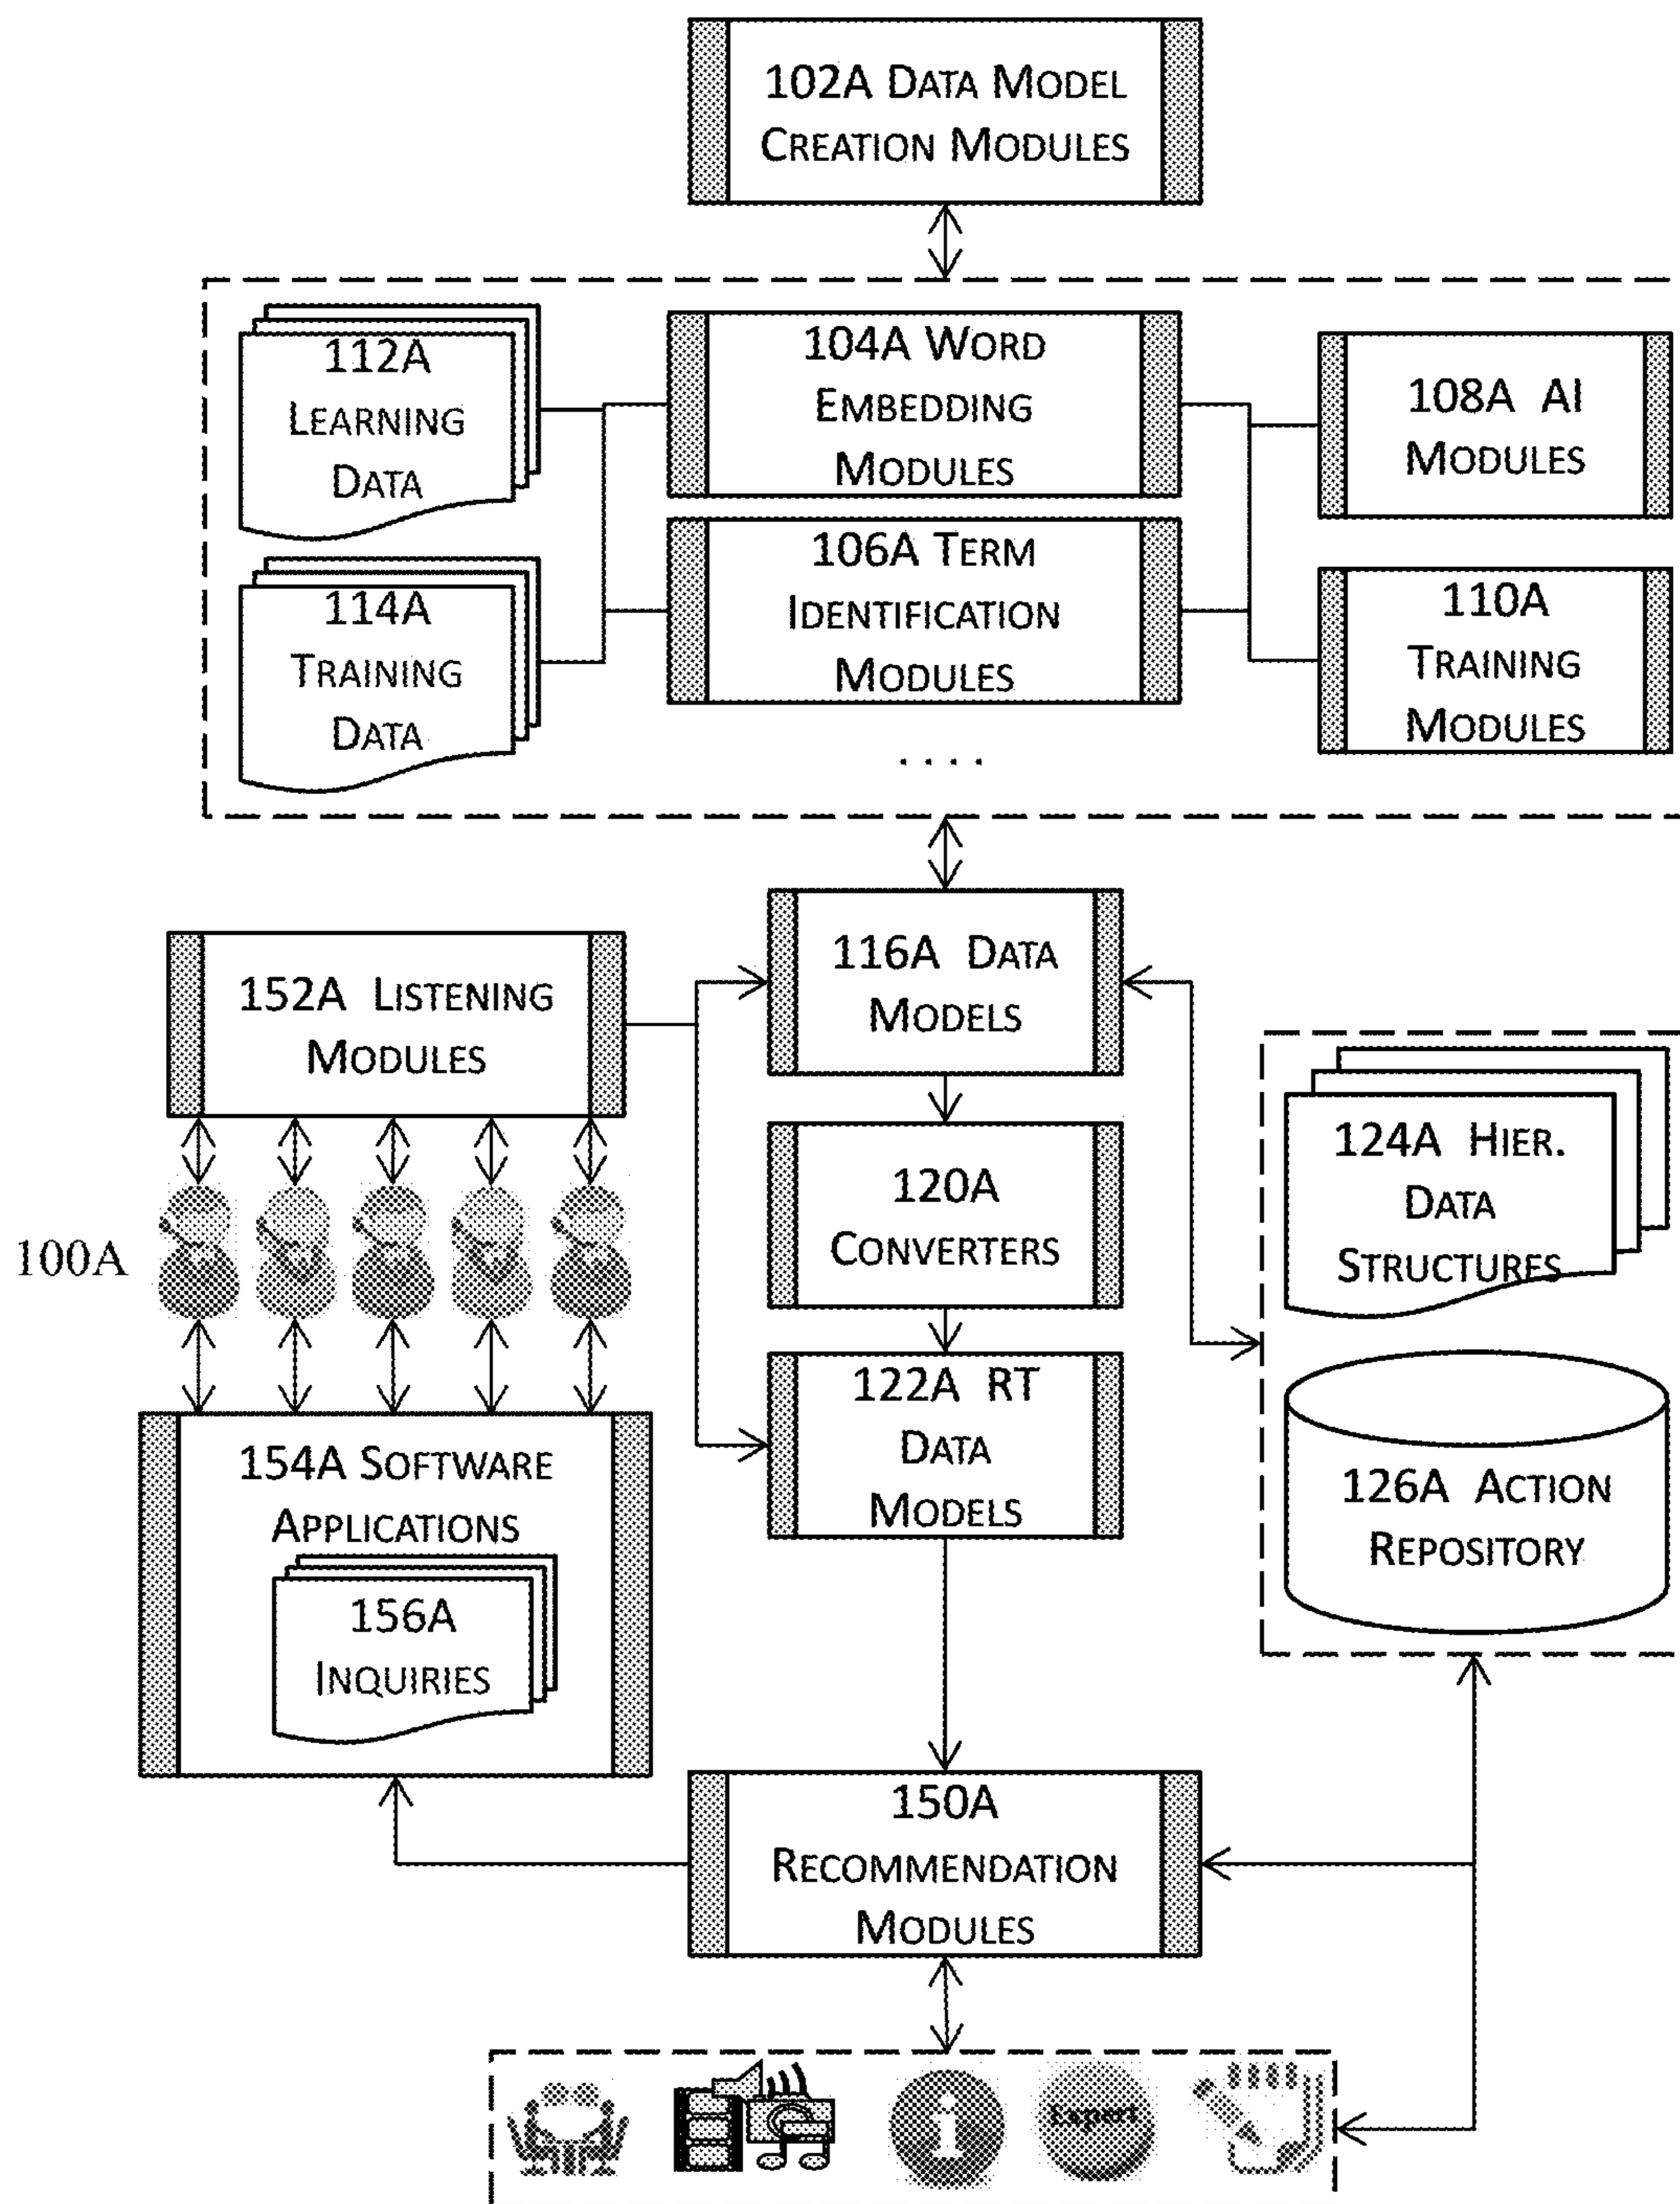 102A DATA MODEL
CREATION MODULES
112A
LEARNING
DATA
104A WORD
EMBEDDING
MODULES
108A AI
MODULES
114A
TRAINING
DATA
106A TERM
IDENTIFICATION
MODULES
110A
TRAINING
MODULES
. . . .
152A LISTENING
MODULES
116A DATA
MODELS
100A
120A
CONVERTERS
124A HIER.
DATA
STRUCTURES
122A RT
DATA
MODELS
154A SOFTWARE
APPLICATIONS
156A
INQUIRIES
126A ACTION
REPOSITORY
150A
RECOMMENDATION
MODULES
i
Expert